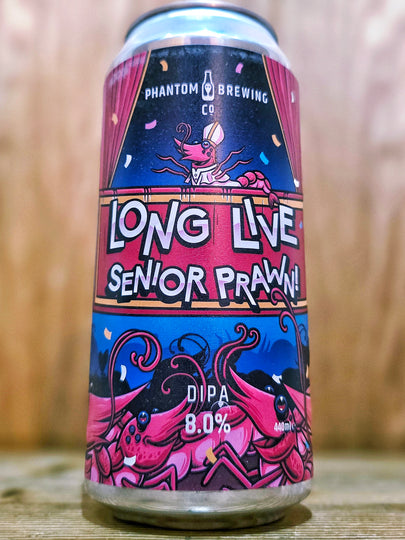 PHANTOM BREWING
CO
LONG LIVE
SENIOR PRAWN!
DIPA
8.0%
440ml